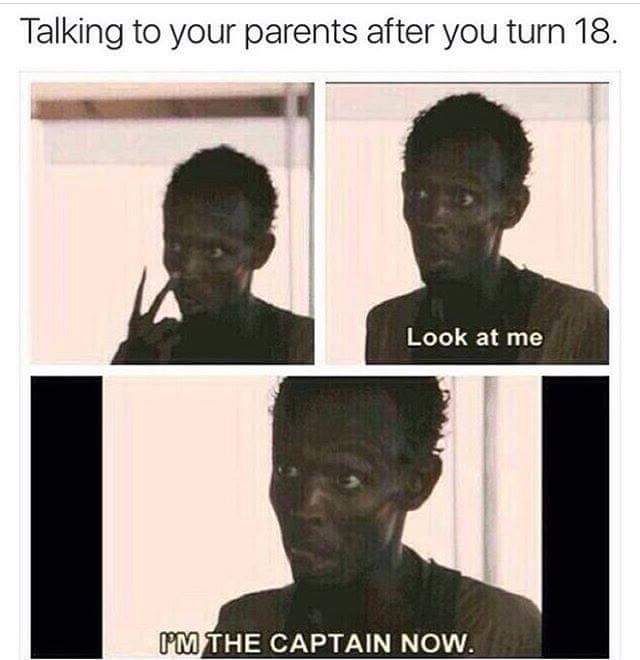 Talking to your parents after you turn 18.
Look at me
I'M THE CAPTAIN NOW.